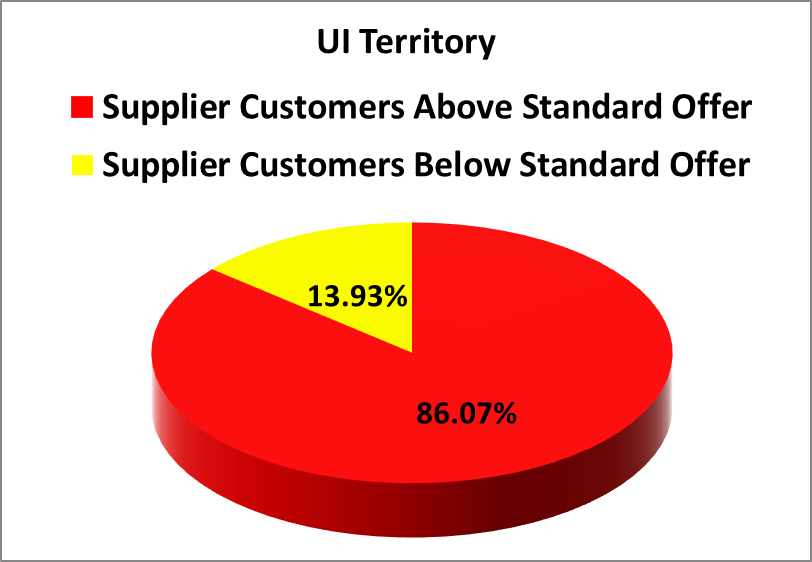 UI Territory
Supplier Customers Above Standard Offer
Supplier Customers Below Standard Offer
13.93%
86.07%